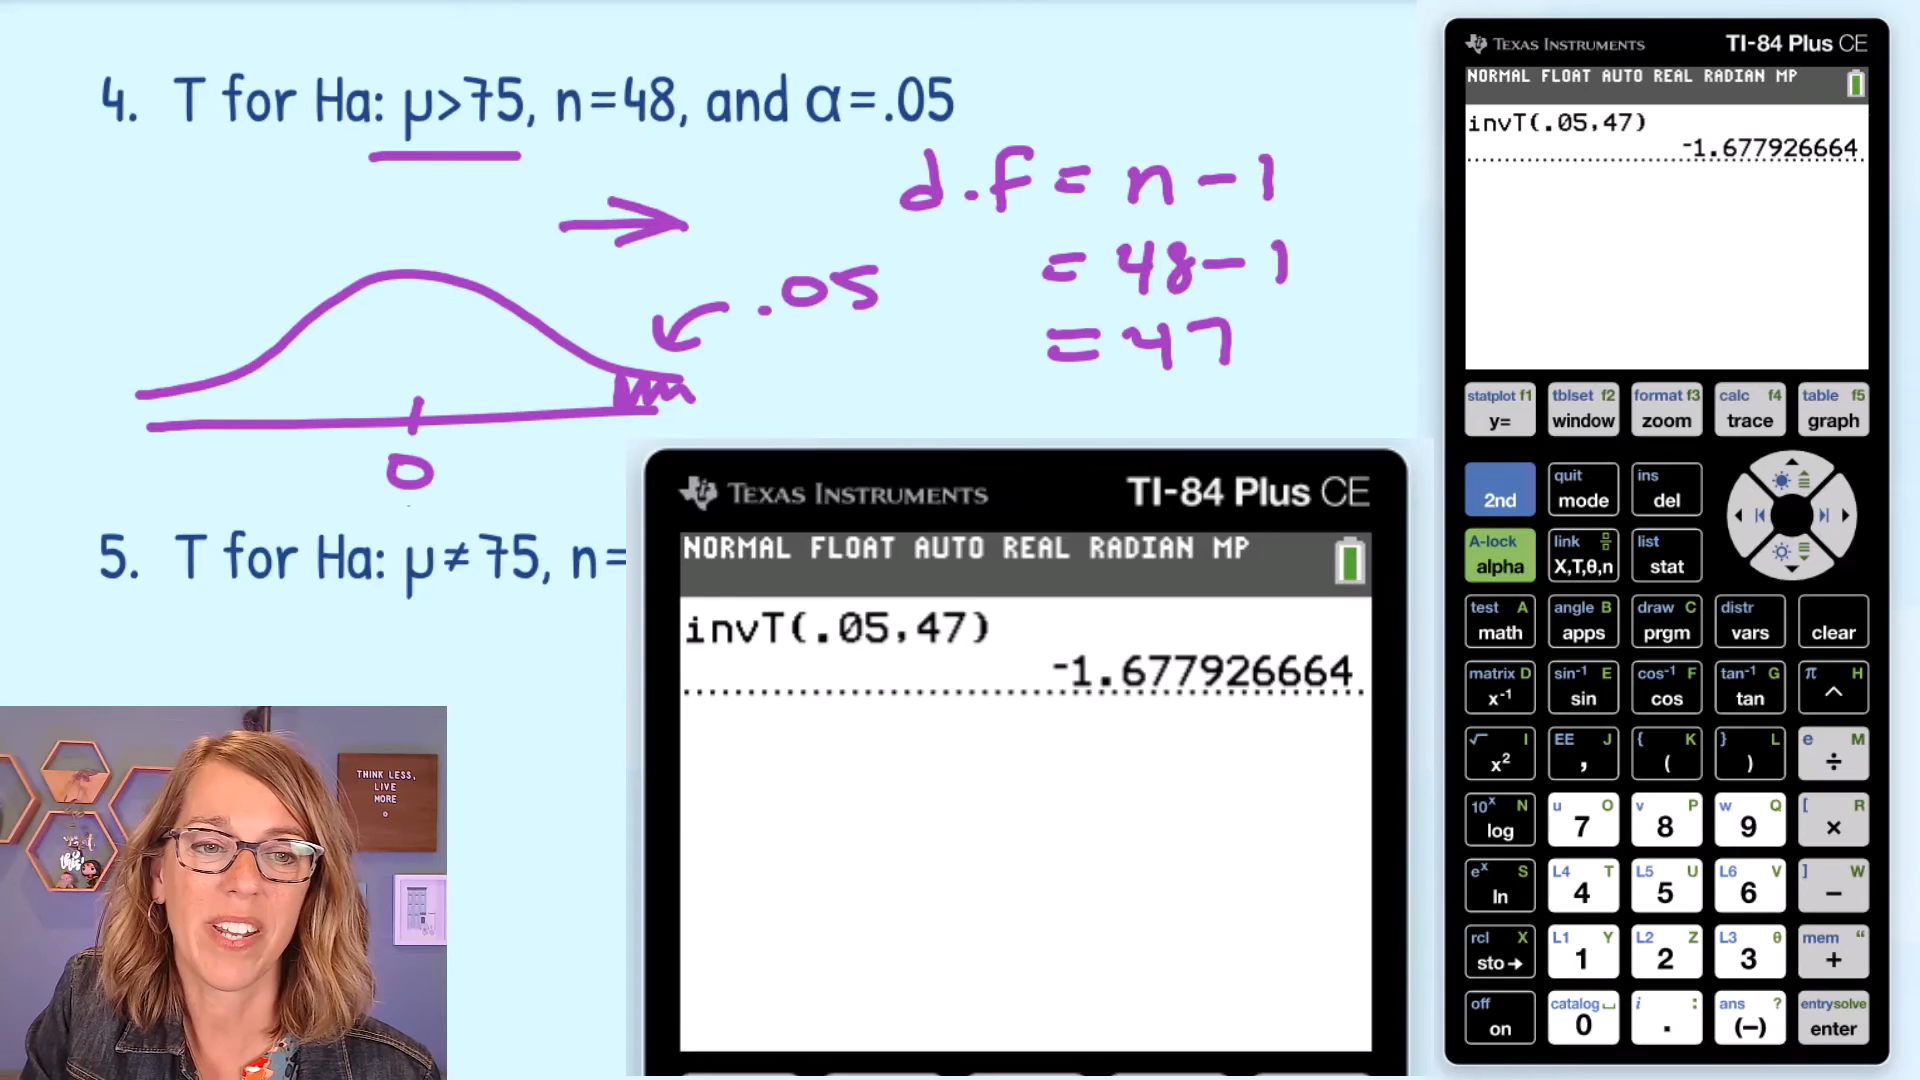 4. T for Ha: μ>75, n=48, and α=.05
d.f = n - 1
= 48 - 1
= 47
.05
0
5. T for Ha: μ≠75, n=
TEXAS INSTRUMENTS TI-84 Plus CE
NORMAL FLOAT AUTO REAL RADIAN MP
invT(.05,47)
-1.677926664
THINK LESS,
LIVE
MORE
TEXAS INSTRUMENTS TI-84 Plus CE
NORMAL FLOAT AUTO REAL RADIAN MP
invT(.05,47)
-1.677926664
statplot f1 tblset f2 format f3 calc f4 table f5
y= window zoom trace graph
quit ins
2nd mode del
A-lock link list
alpha X,T,θ,n stat
test A angle B draw C distr
math apps prgm vars clear
matrix D sin⁻¹ E cos⁻¹ F tan⁻¹ G π H
x⁻¹ sin cos tan ^
√ I EE J { K } L e M
x² , ( ) ÷
10ˣ N u O v P w Q [ R
log 7 8 9 ×
eˣ S L4 T L5 U L6 V ] W
ln 4 5 6 −
rcl X L1 Y L2 Z L3 θ mem “
sto→ 1 2 3 +
off catalog ␣ i : ans ? entry solve
on 0 . (−) enter